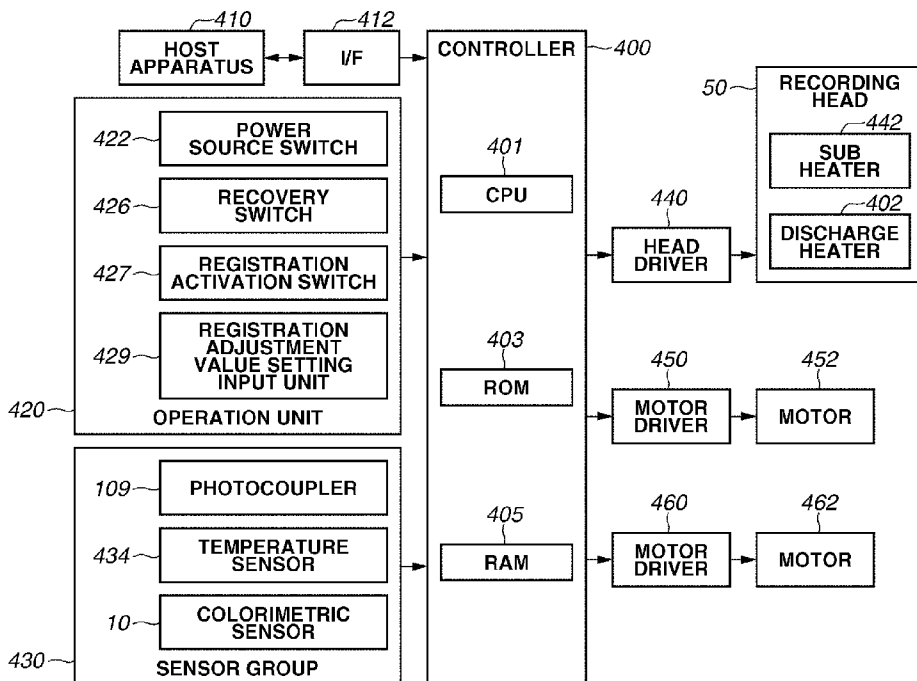 410
HOST
APPARATUS
412
I/F
CONTROLLER
400
422
POWER
SOURCE SWITCH
426
RECOVERY
SWITCH
427
REGISTRATION
ACTIVATION SWITCH
429
REGISTRATION
ADJUSTMENT
VALUE SETTING
INPUT UNIT
420
OPERATION UNIT
109
PHOTOCOUPLER
434
TEMPERATURE
SENSOR
10
COLORIMETRIC
SENSOR
430
SENSOR GROUP
401
CPU
403
ROM
405
RAM
440
HEAD
DRIVER
50
RECORDING
HEAD
442
SUB
HEATER
402
DISCHARGE
HEATER
450
MOTOR
DRIVER
452
MOTOR
460
MOTOR
DRIVER
462
MOTOR